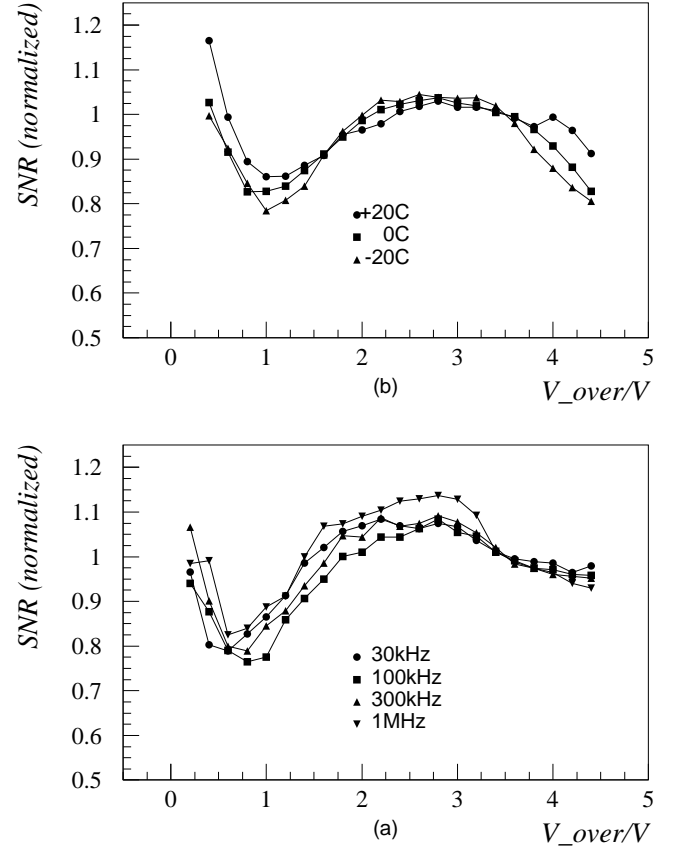 SNR (normalized)
1.2
1.1
1
0.9
0.8
0.7
0.6
0.5
+20C
0C
-20C
0 1 2 3 4 5
(b)
V_over/V
SNR (normalized)
1.2
1.1
1
0.9
0.8
0.7
0.6
0.5
30kHz
100kHz
300kHz
1MHz
0 1 2 3 4 5
(a)
V_over/V